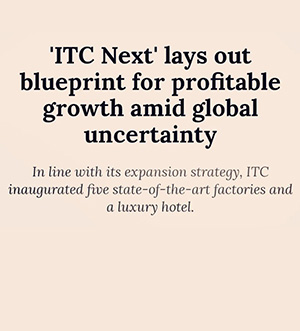 'ITC Next' lays out
blueprint for profitable
growth amid global
uncertainty
In line with its expansion strategy, ITC
inaugurated five state-of-the-art factories and
a luxury hotel.